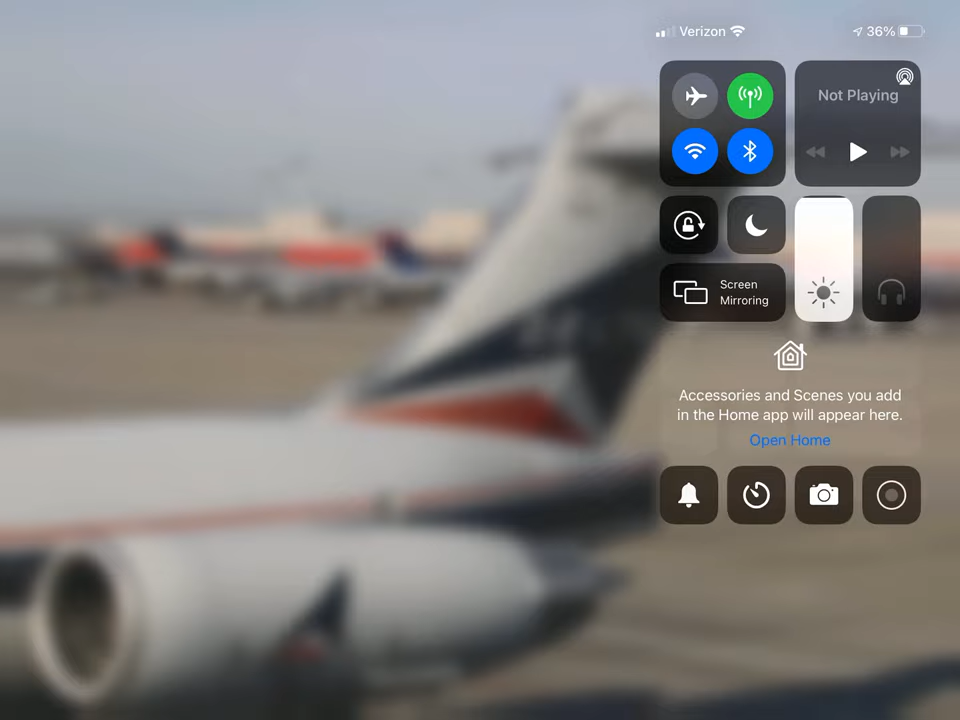 Verizon
36%
Not Playing
Screen
Mirroring
Accessories and Scenes you add
in the Home app will appear here.
Open Home